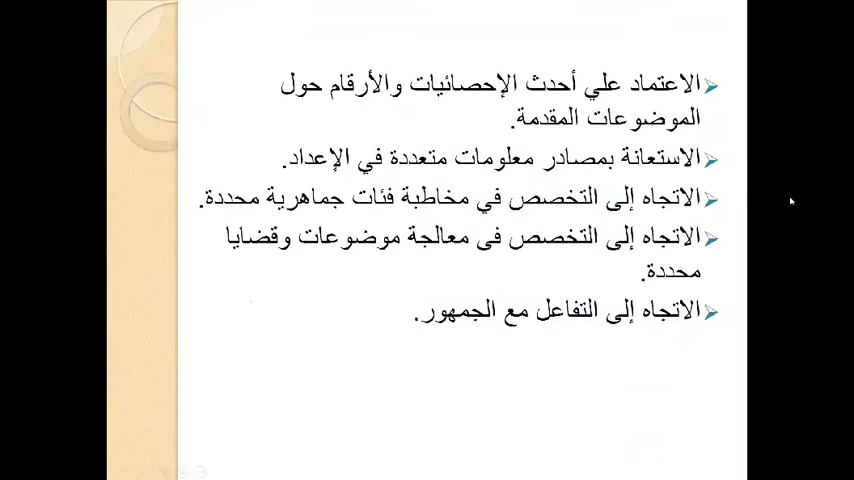 الاعتماد علي أحدث الإحصائيات والأرقام حول
الموضوعات المقدمة.
الاستعانة بمصادر معلومات متعددة في الإعداد.
الاتجاه إلى التخصص في مخاطبة فئات جماهرية محددة.
الاتجاه إلى التخصص فى معالجة موضوعات وقضايا
محددة.
الاتجاه إلى التفاعل مع الجمهور.